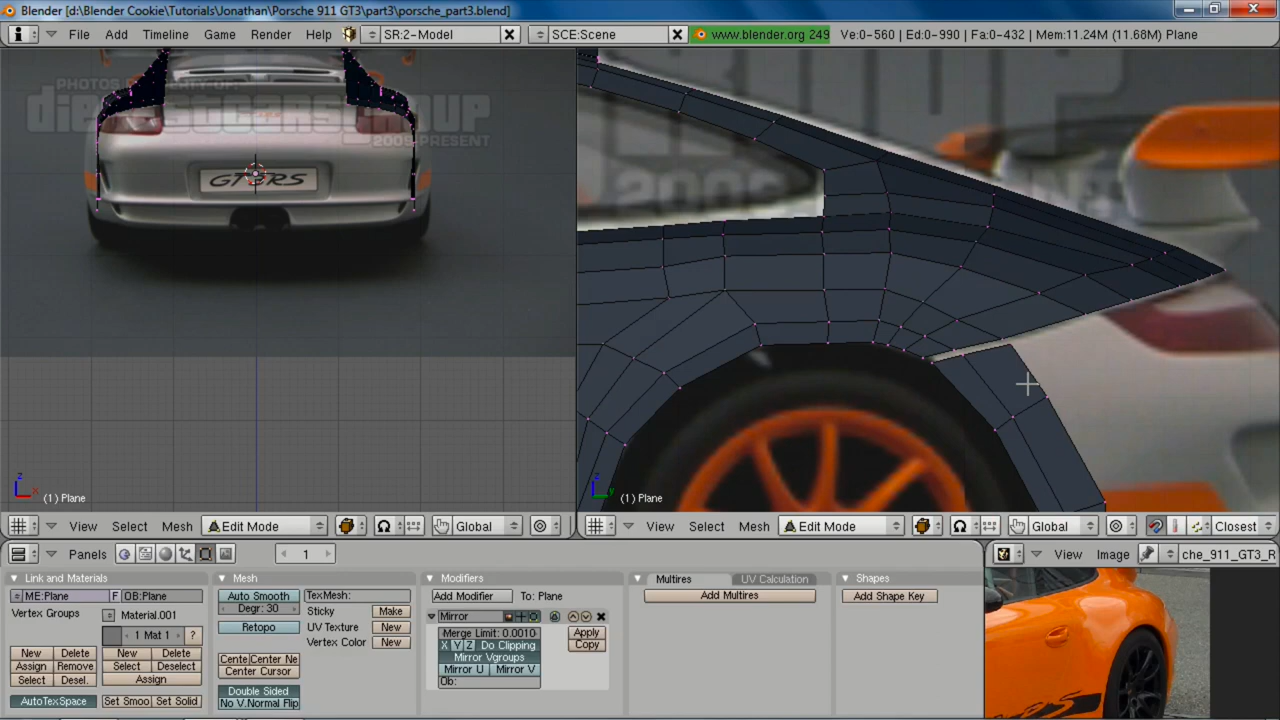 Blender [d:\Blender Cookie\Tutorials\Jonathan\Porsche 911 GT3\part3\porsche_part3.blend]
File Add Timeline Game Render Help SR:2-Model SCE:Scene www.blender.org 249 Ve:0-560 | Ed:0-990 | Fa:0-432 | Mem:11.24M (11.68M) Plane
PHOTOS PROPERTY OF:
2005-PRESENT
GT3RS
z
x
(1) Plane
z
y
(1) Plane
View Select Mesh Edit Mode Global
View Select Mesh Edit Mode Global Closest
Panels 1
View Image che_911_GT3_R
Link and Materials
ME:Plane F OB:Plane
Vertex Groups
Material.001
1 Mat 1 ?
New Delete New Delete
Assign Remove Select Deselect
Select Desel. Assign
AutoTexSpace Set Smoo Set Solid
Mesh
Auto Smooth
Degr: 30
Retopo
Cente Center Ne
Center Cursor
Double Sided
No V.Normal Flip
TexMesh:
Sticky Make
UV Texture New
Vertex Color New
Modifiers
Add Modifier To: Plane
Mirror
Merge Limit: 0.0010 Apply
X Y Z Do Clipping Copy
Mirror Vgroups
Mirror U Mirror V
Ob:
Multires UV Calculation
Add Multires
Shapes
Add Shape Key